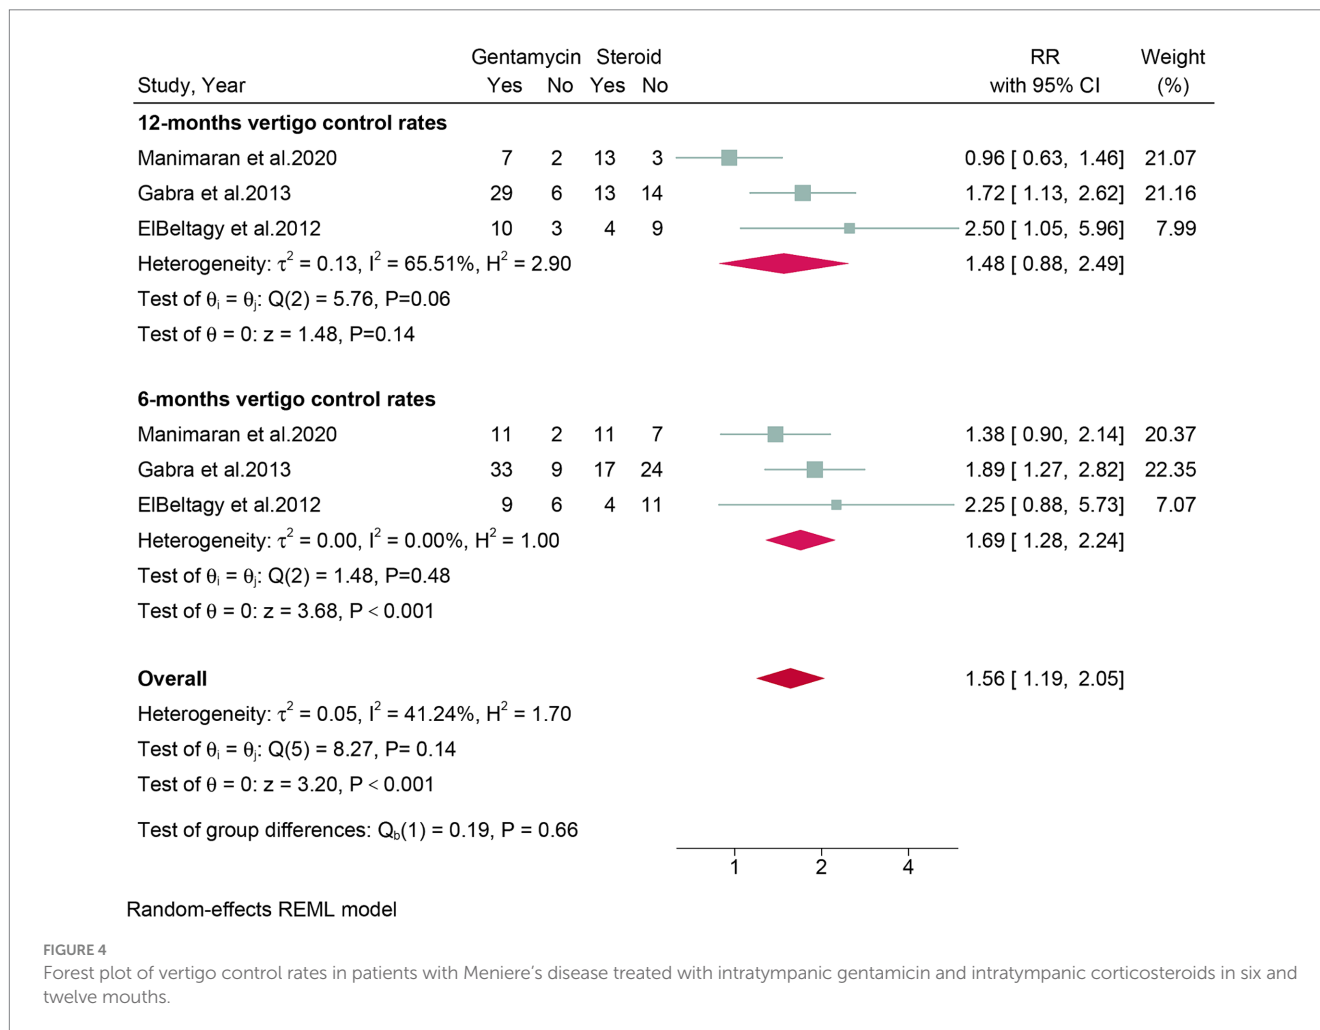 Gentamycin Steroid RR Weight
Study, Year Yes No Yes No with 95% CI (%)
12-months vertigo control rates
Manimaran et al.2020 7 2 13 3 0.96 [ 0.63, 1.46] 21.07
Gabra et al.2013 29 6 13 14 1.72 [ 1.13, 2.62] 21.16
ElBeltagy et al.2012 10 3 4 9 2.50 [ 1.05, 5.96] 7.99
Heterogeneity: τ² = 0.13, I² = 65.51%, H² = 2.90 1.48 [ 0.88, 2.49]
Test of θᵢ = θⱼ: Q(2) = 5.76, P=0.06
Test of θ = 0: z = 1.48, P=0.14
6-months vertigo control rates
Manimaran et al.2020 11 2 11 7 1.38 [ 0.90, 2.14] 20.37
Gabra et al.2013 33 9 17 24 1.89 [ 1.27, 2.82] 22.35
ElBeltagy et al.2012 9 6 4 11 2.25 [ 0.88, 5.73] 7.07
Heterogeneity: τ² = 0.00, I² = 0.00%, H² = 1.00 1.69 [ 1.28, 2.24]
Test of θᵢ = θⱼ: Q(2) = 1.48, P=0.48
Test of θ = 0: z = 3.68, P < 0.001
Overall 1.56 [ 1.19, 2.05]
Heterogeneity: τ² = 0.05, I² = 41.24%, H² = 1.70
Test of θᵢ = θⱼ: Q(5) = 8.27, P= 0.14
Test of θ = 0: z = 3.20, P < 0.001
Test of group differences: Q_b(1) = 0.19, P = 0.66
1 2 4
Random-effects REML model
FIGURE 4
Forest plot of vertigo control rates in patients with Meniere’s disease treated with intratympanic gentamicin and intratympanic corticosteroids in six and
twelve mouths.